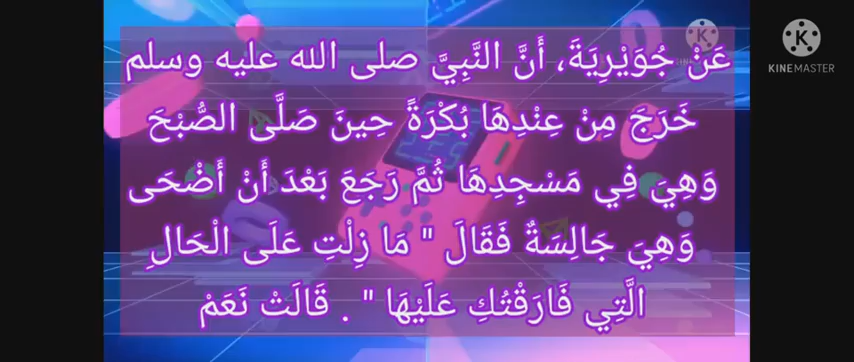 عَنْ جُوَيْرِيَةَ، أَنَّ النَّبِيَّ صلى الله عليه وسلم
خَرَجَ مِنْ عِنْدِهَا بُكْرَةً حِينَ صَلَّى الصُّبْحَ
وَهِيَ فِي مَسْجِدِهَا ثُمَّ رَجَعَ بَعْدَ أَنْ أَضْحَى
وَهِيَ جَالِسَةٌ فَقَالَ " مَا زِلْتِ عَلَى الْحَالِ
الَّتِي فَارَقْتُكِ عَلَيْهَا " . قَالَتْ نَعَمْ
KINEMASTER